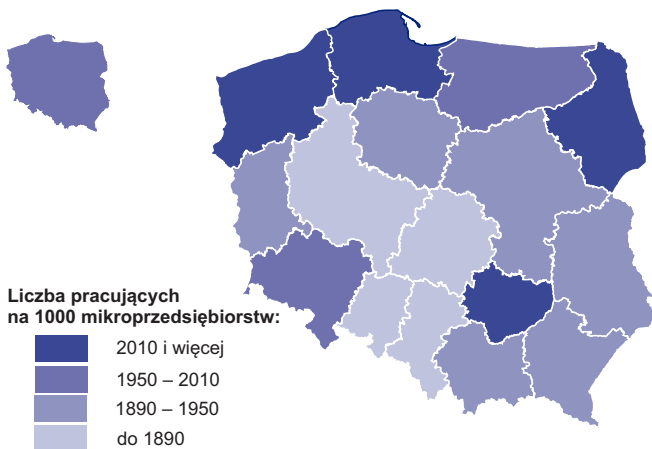 Liczba pracujących
na 1000 mikroprzedsiębiorstw:
2010 i więcej
1950 – 2010
1890 – 1950
do 1890